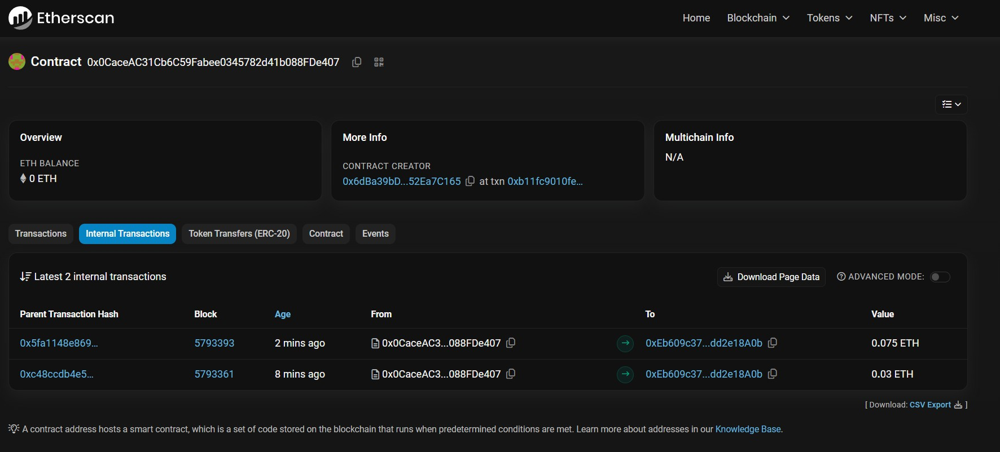 Etherscan
Home Blockchain Tokens NFTs Misc
Contract 0x0CaceAC31Cb6C59Fabee0345782d41b088FDe407
Overview
ETH BALANCE
0 ETH
More Info
CONTRACT CREATOR
0x6dBa39bD...52Ea7C165 at txn 0xb11fc9010fe...
Multichain Info
N/A
Transactions Internal Transactions Token Transfers (ERC-20) Contract Events
Latest 2 internal transactions Download Page Data ADVANCED MODE:
Parent Transaction Hash Block Age From To Value
0x5fa1148e869... 5793393 2 mins ago 0x0CaceAC3...088FDe407 0xEb609c37...dd2e18A0b 0.075 ETH
0xc48ccdb4e5... 5793361 8 mins ago 0x0CaceAC3...088FDe407 0xEb609c37...dd2e18A0b 0.03 ETH
[ Download: CSV Export ]
A contract address hosts a smart contract, which is a set of code stored on the blockchain that runs when predetermined conditions are met. Learn more about addresses in our Knowledge Base.